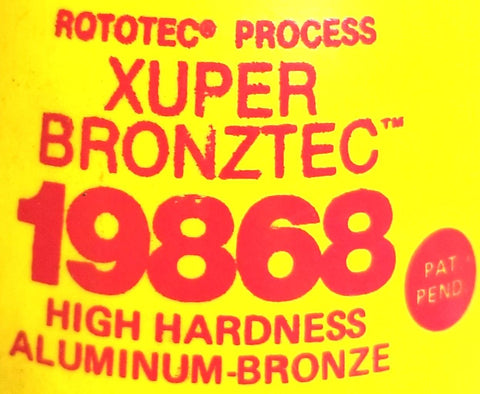 ROTOTEC® PROCESS
XUPER
BRONZTEC™
19868
PAT
PEND.
HIGH HARDNESS
ALUMINUM-BRONZE